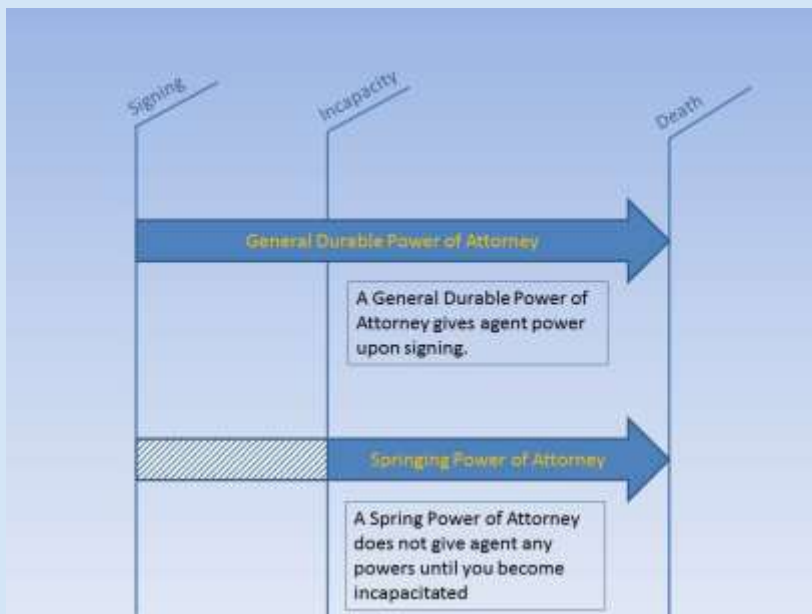 Signing
Incapacity
Death
General Durable Power of Attorney
A General Durable Power of
Attorney gives agent power
upon signing.
Springing Power of Attorney
A Spring Power of Attorney
does not give agent any
powers until you become
incapacitated